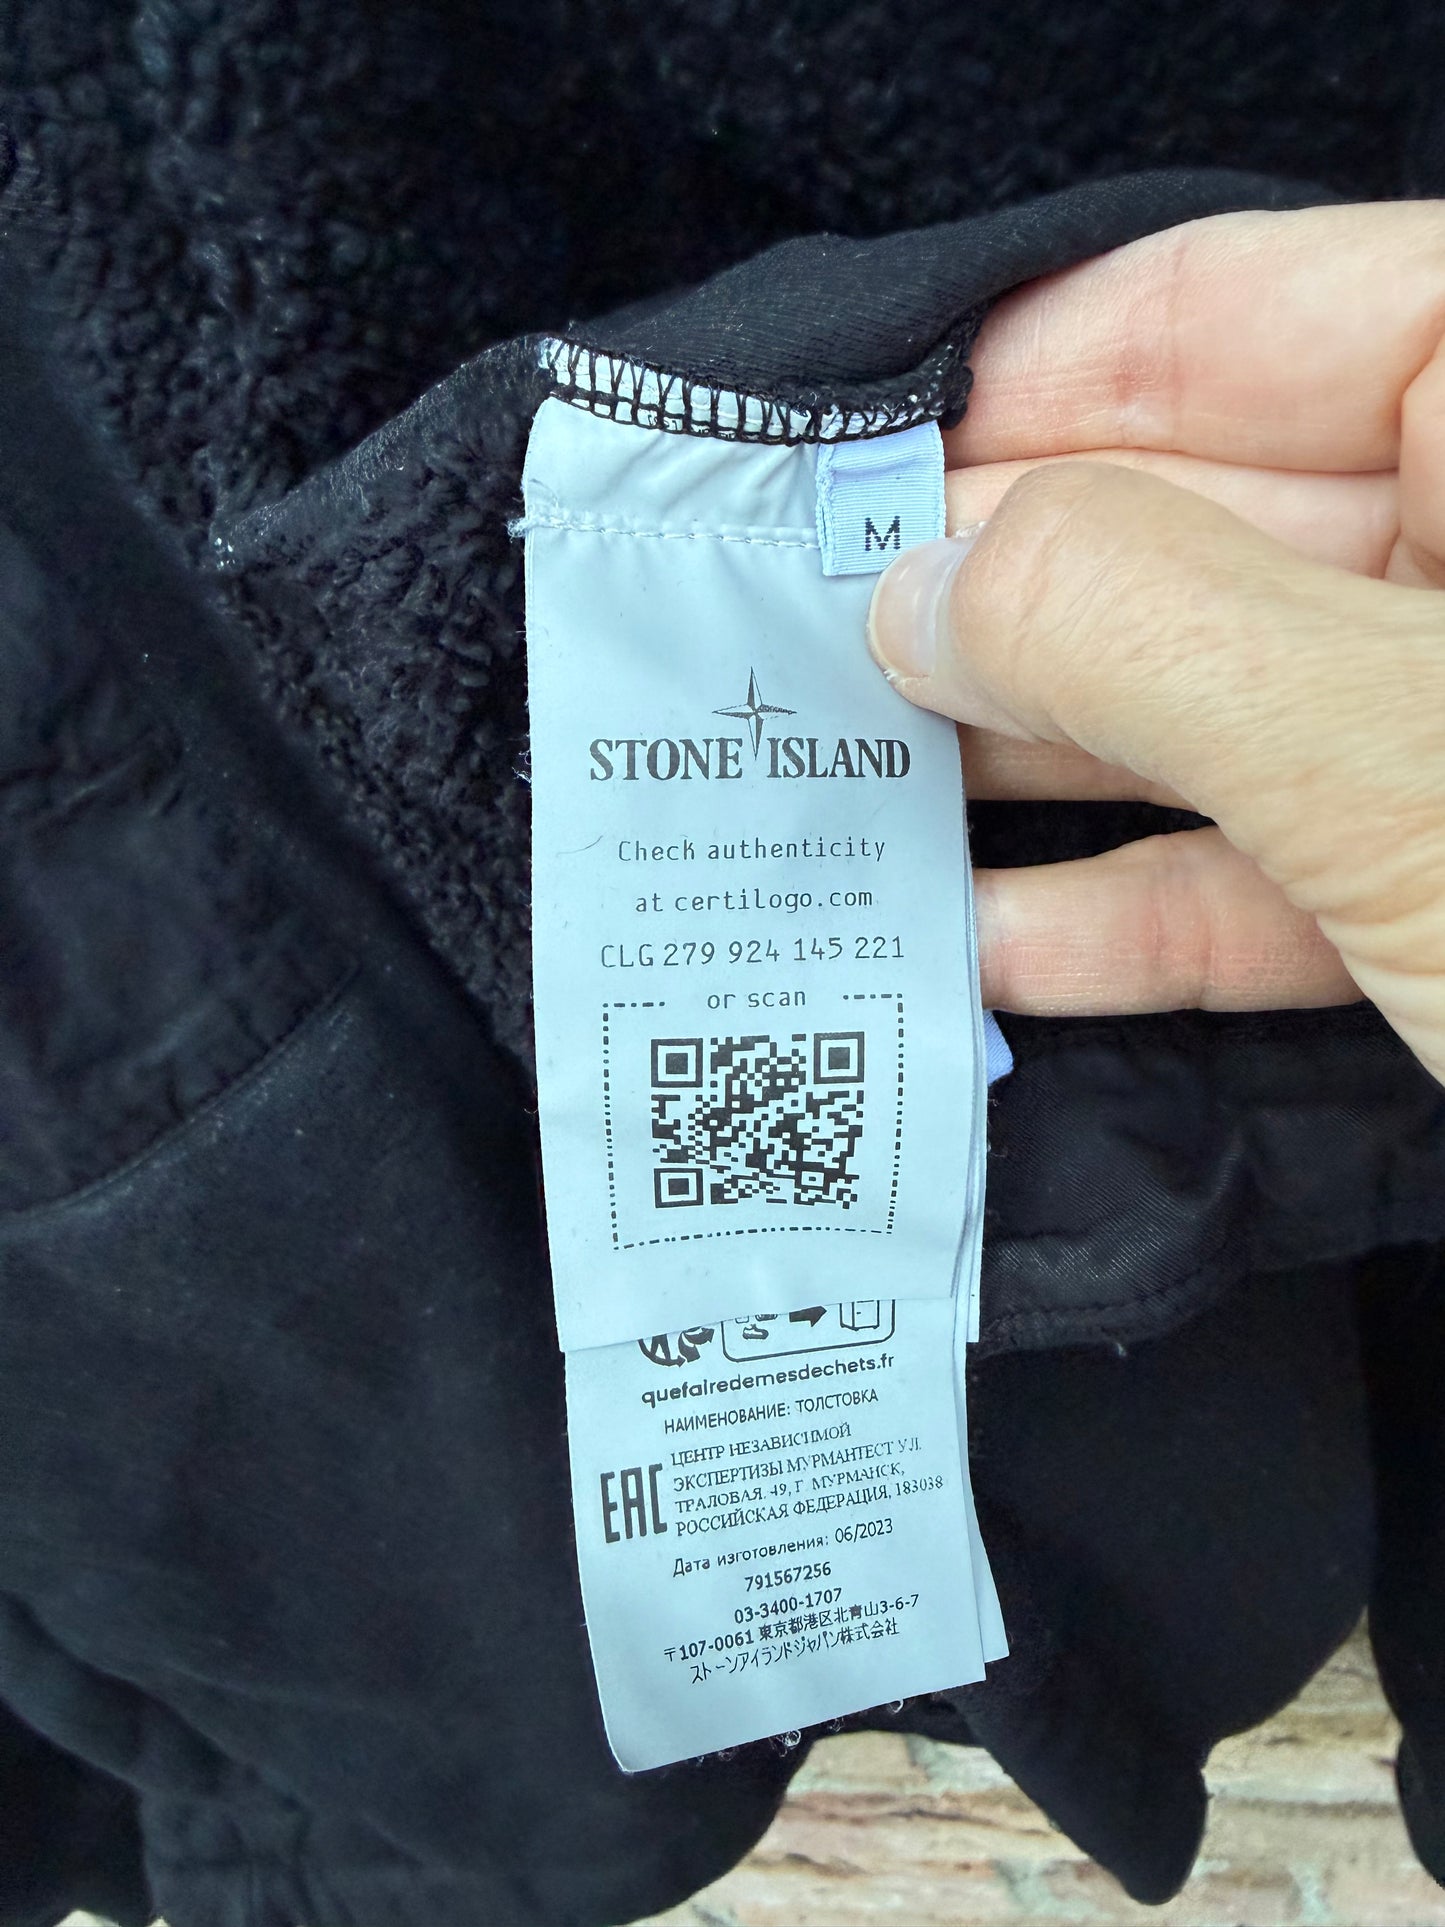 M
STONE ISLAND
Check authenticity
at certilogo.com
CLG 279 924 145 221
or scan
quefairedemesdechets.fr
НАИМЕНОВАНИЕ: ТОЛСТОВКА
ЦЕНТР НЕЗАВИСИМОЙ
ЭКСПЕРТИЗЫ МУРМАНТЕСТ УЛ.
ТРАЛОВАЯ. 49, Г МУРМАНСК,
РОССИЙСКАЯ ФЕДЕРАЦИЯ, 183038
EAC
Дата изготовления: 06/2023
791567256
03-3400-1707
〒107-0061 東京都港区北青山3-6-7
ストーンアイランドジャパン株式会社